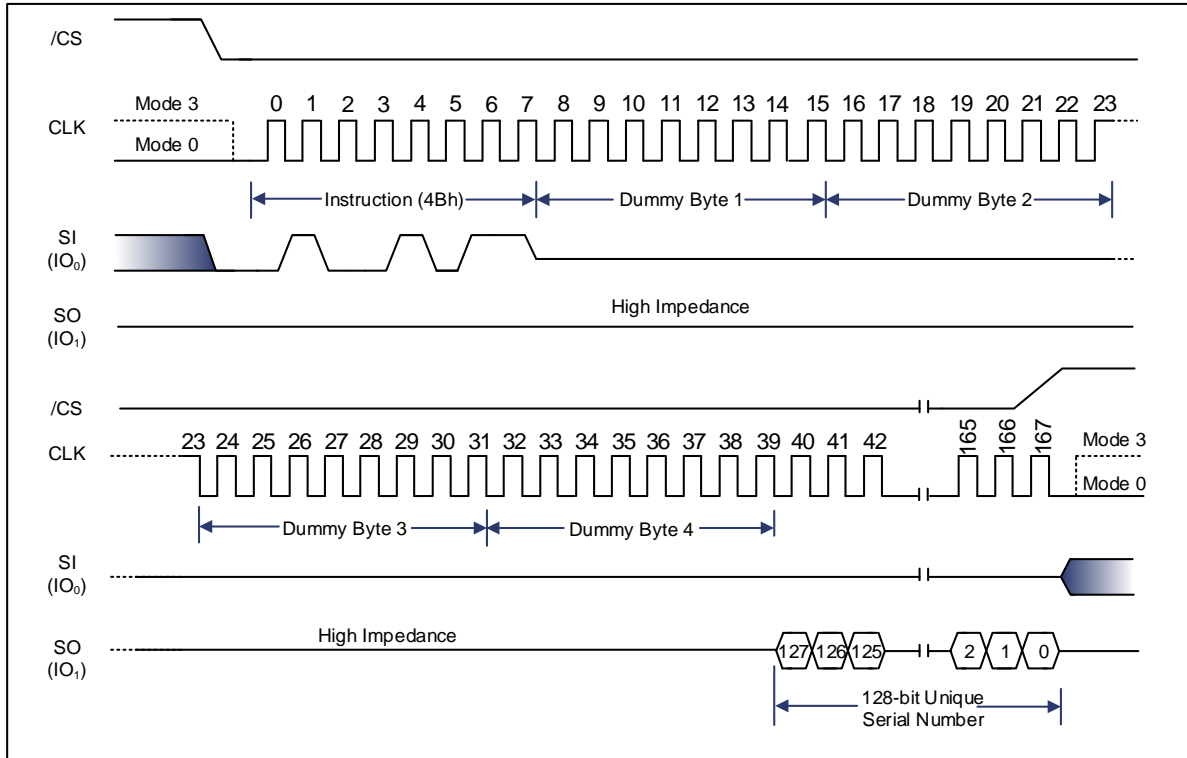 /CS
Mode 3
0 1 2 3 4 5 6 7 8 9 10 11 12 13 14 15 16 17 18 19 20 21 22 23
CLK
Mode 0
Instruction (4Bh) Dummy Byte 1 Dummy Byte 2
SI
(IO₀)
High Impedance
SO
(IO₁)
/CS
23 24 25 26 27 28 29 30 31 32 33 34 35 36 37 38 39 40 41 42 165 166 167 Mode 3
CLK
Mode 0
Dummy Byte 3 Dummy Byte 4
SI
(IO₀)
High Impedance
SO
(IO₁)
127 126 125 2 1 0
128-bit Unique
Serial Number